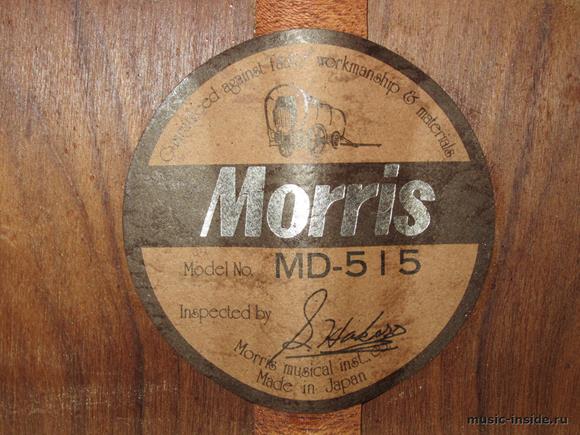 Guaranteed against faulty workmanship & materials
Morris
Model No. MD-515
Inspected by
Morris musical inst., co.
Made in Japan
music-inside.ru